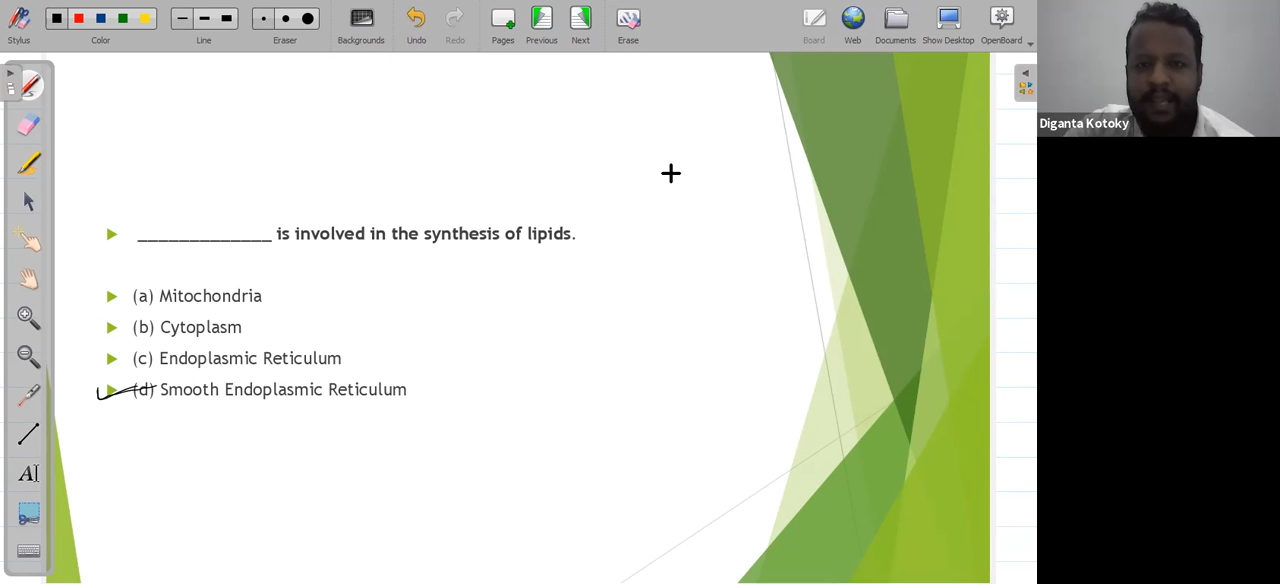 Stylus
Color
Line
Eraser
Backgrounds
Undo
Redo
Pages
Previous
Next
Erase
Board
Web
Documents
Show Desktop
OpenBoard
Diganta Kotoky
_____________ is involved in the synthesis of lipids.
(a) Mitochondria
(b) Cytoplasm
(c) Endoplasmic Reticulum
(d) Smooth Endoplasmic Reticulum